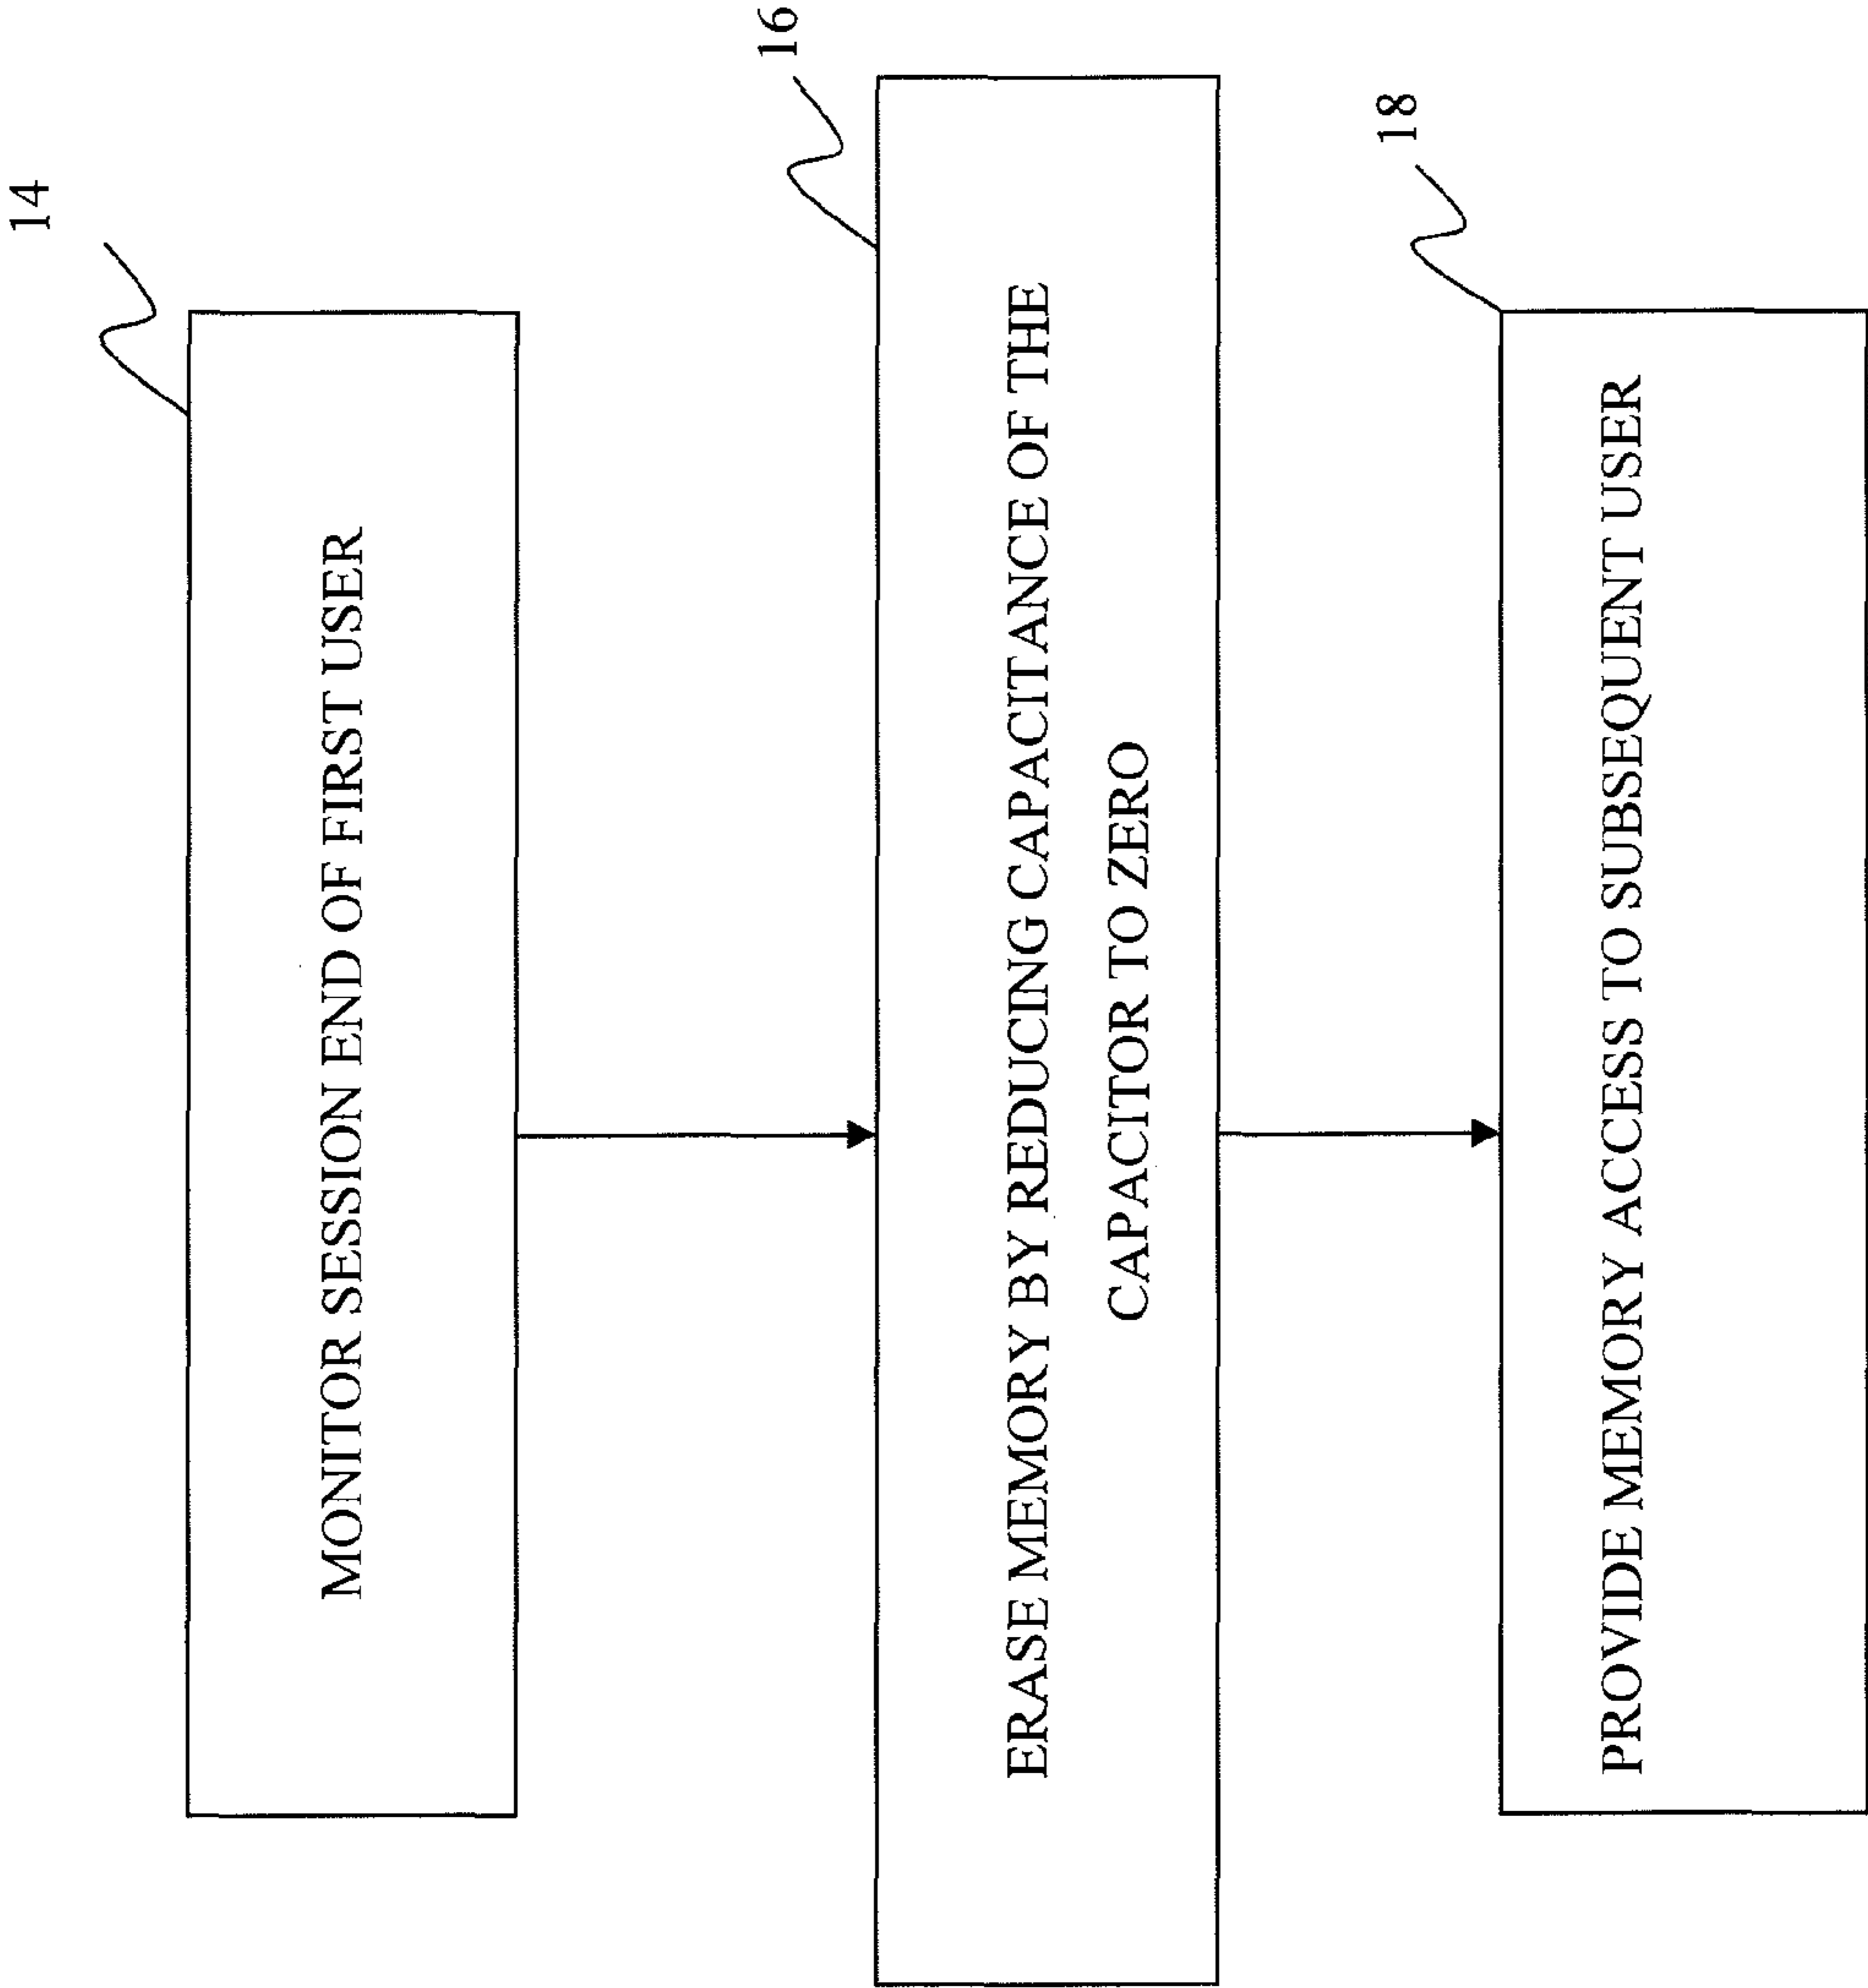 14
MONITOR SESSION END OF FIRST USER
16
ERASE MEMORY BY REDUCING CAPACITANCE OF THE
CAPACITOR TO ZERO
18
PROVIDE MEMORY ACCESS TO SUBSEQUENT USER